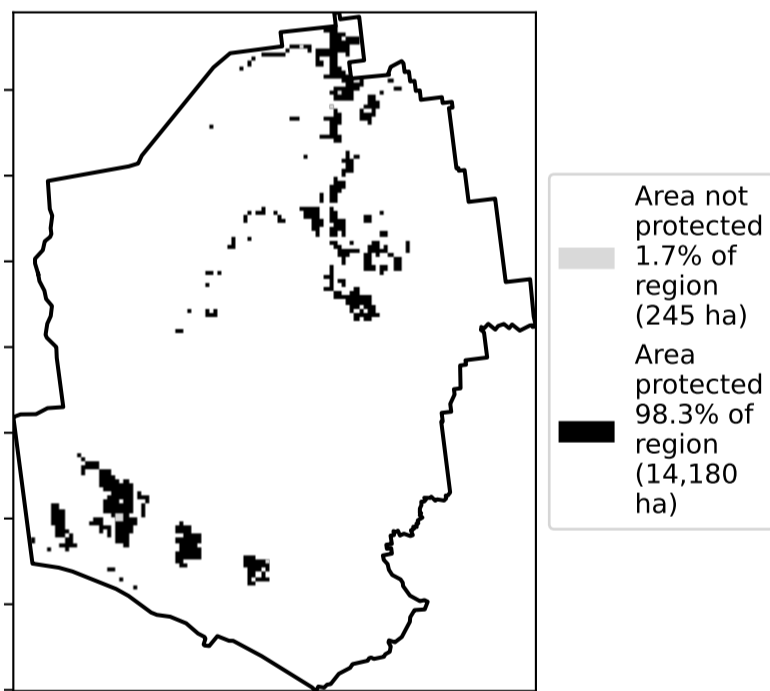 Area not
protected
1.7% of
region
(245 ha)
Area
protected
98.3% of
region
(14,180
ha)